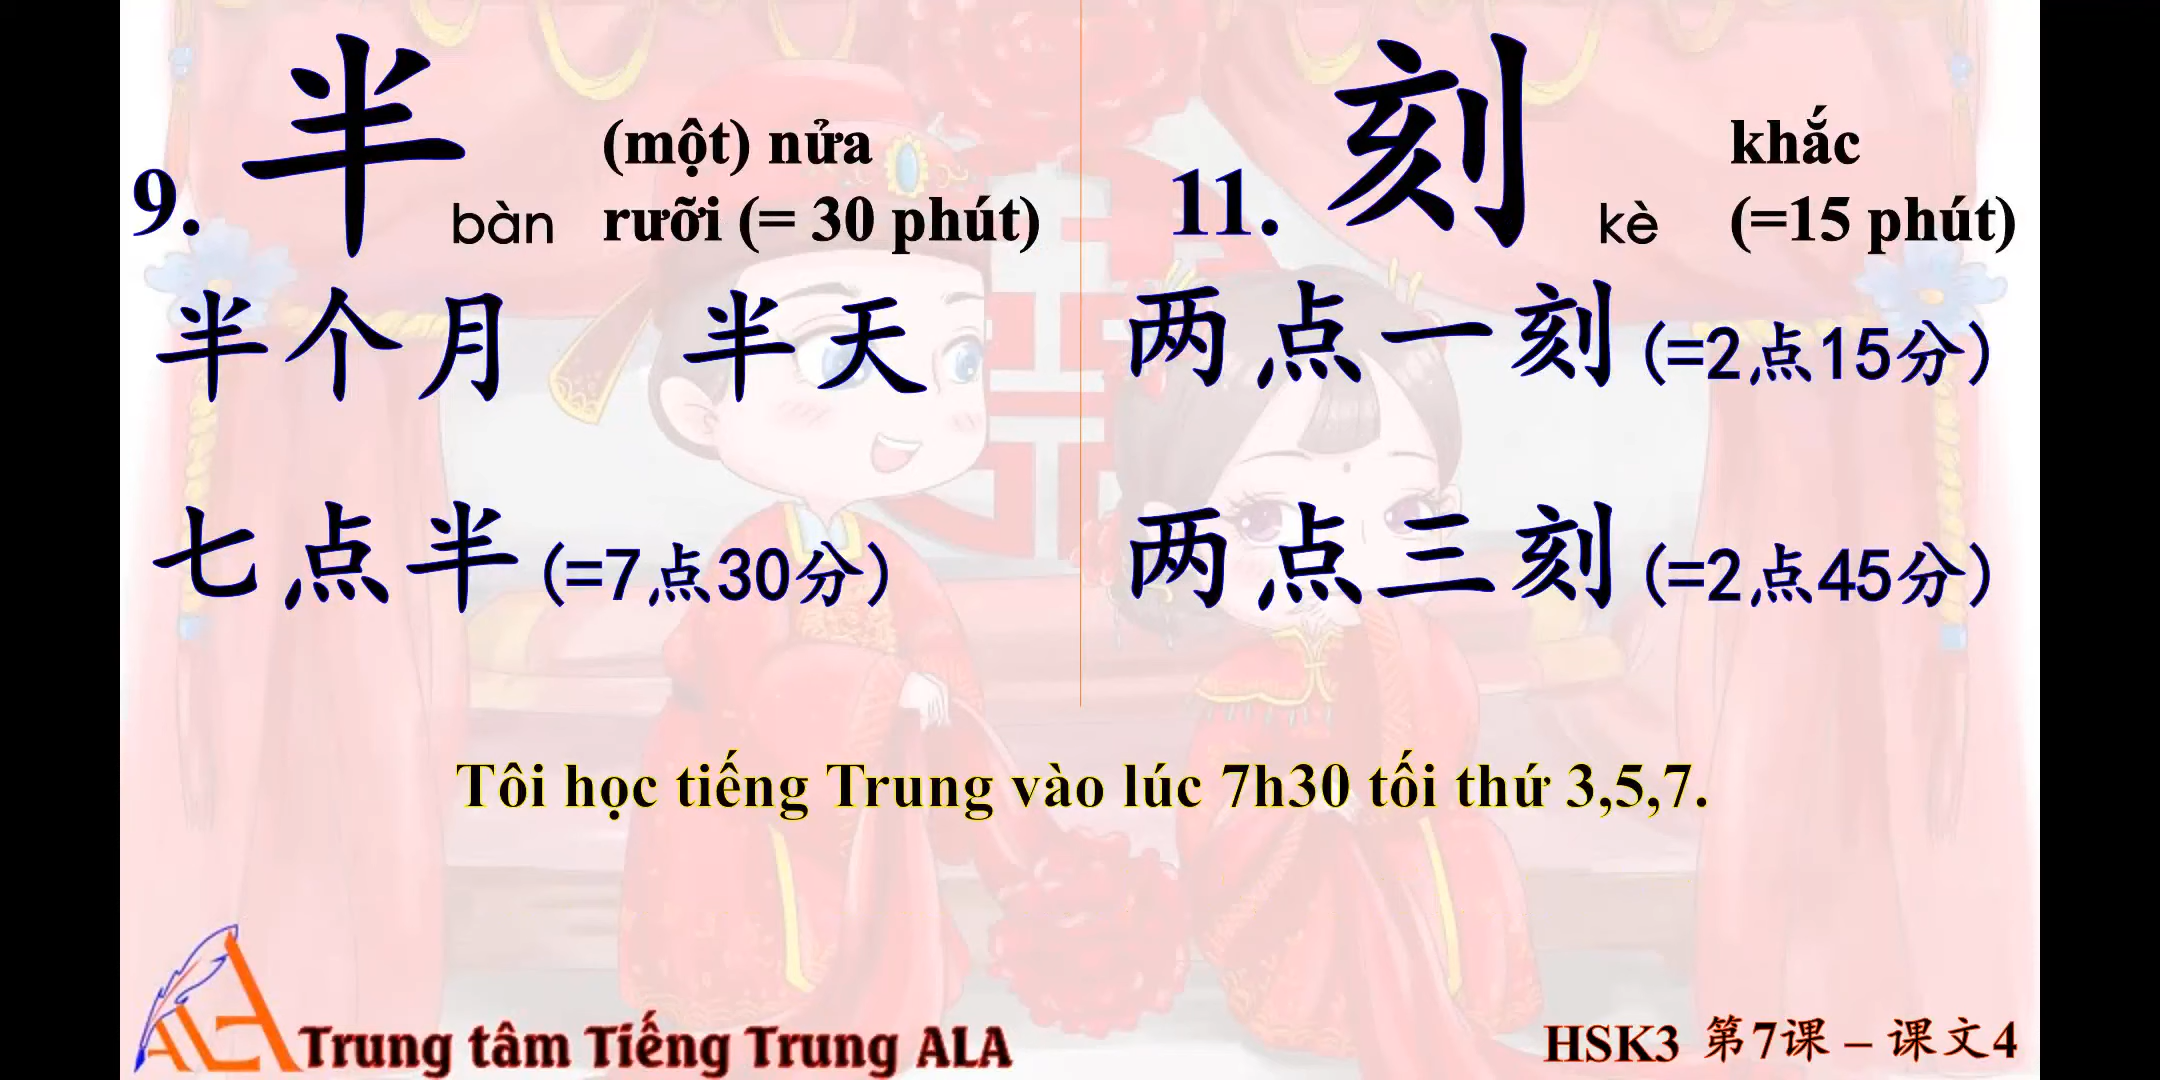 9. 半 bàn (một) nửa
rưỡi (= 30 phút)
半个月 半天
七点半 (=7点30分)
11. 刻 kè khắc
(=15 phút)
两点一刻 (=2点15分)
两点三刻 (=2点45分)
Tôi học tiếng Trung vào lúc 7h30 tối thứ 3,5,7.
ALA Trung tâm Tiếng Trung ALA
HSK3 第7课 – 课文4